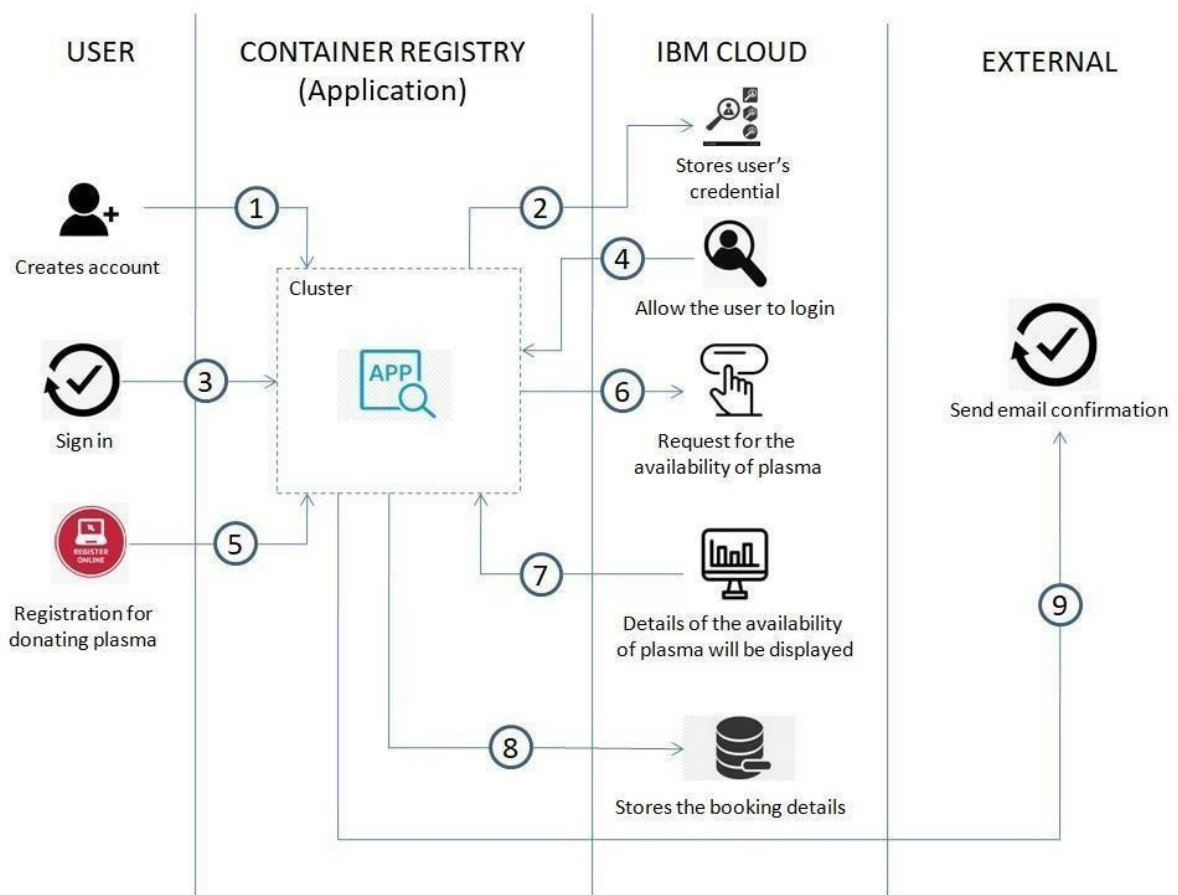 USER
CONTAINER REGISTRY
(Application)
IBM CLOUD
EXTERNAL
Stores user's
credential
1
2
Creates account
Cluster
4
Allow the user to login
APP
3
Sign in
6
Request for the
availability of plasma
Send email confirmation
REGISTER
ONLINE
5
Registration for
donating plasma
7
Details of the availability
of plasma will be displayed
9
8
Stores the booking details